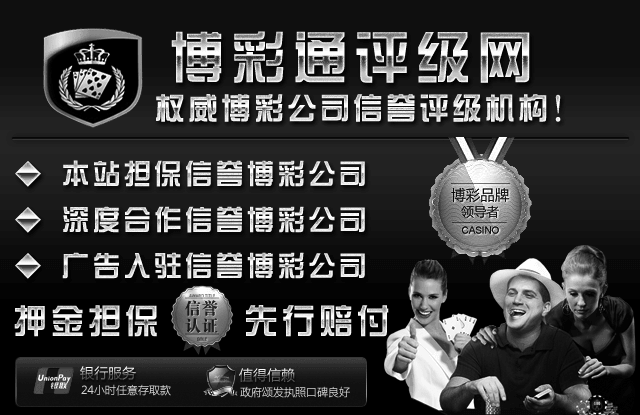 博彩通评级网
权威博彩公司信誉评级机构!
本站担保信誉博彩公司
深度合作信誉博彩公司
广告入驻信誉博彩公司
博彩品牌
领导者
CASINO
押金担保
信誉
认证
先行赔付
UnionPay
银联
银行服务
24小时任意存取款
值得信赖
政府颁发执照口碑良好